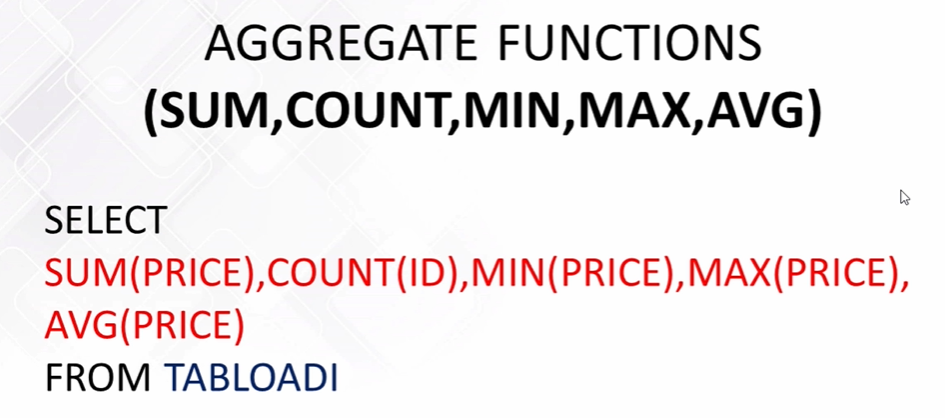 AGGREGATE FUNCTIONS
(SUM,COUNT,MIN,MAX,AVG)
SELECT
SUM(PRICE),COUNT(ID),MIN(PRICE),MAX(PRICE),
AVG(PRICE)
FROM TABLOADI